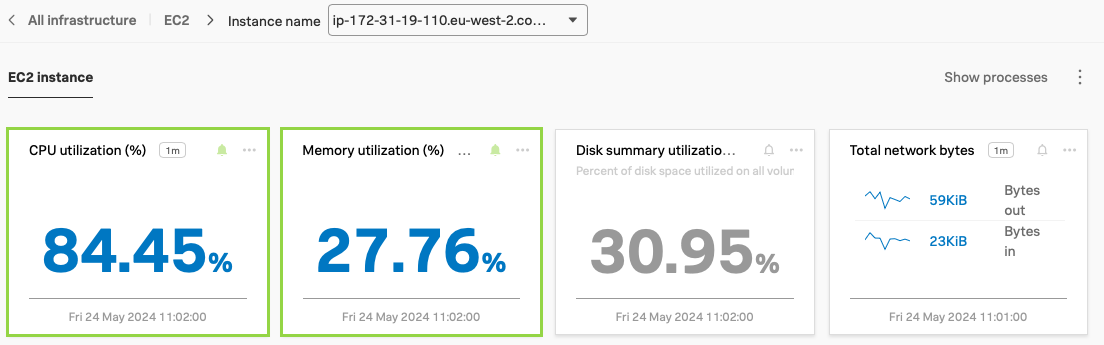 All infrastructure EC2 Instance name ip-172-31-19-110.eu-west-2.co...
EC2 instance Show processes
CPU utilization (%) 1m
84.45%
Fri 24 May 2024 11:02:00
Memory utilization (%) ...
27.76%
Fri 24 May 2024 11:02:00
Disk summary utilizatio...
Percent of disk space utilized on all volur
30.95%
Fri 24 May 2024 11:02:00
Total network bytes 1m
59KiB Bytes
out
23KiB Bytes
in
Fri 24 May 2024 11:01:00